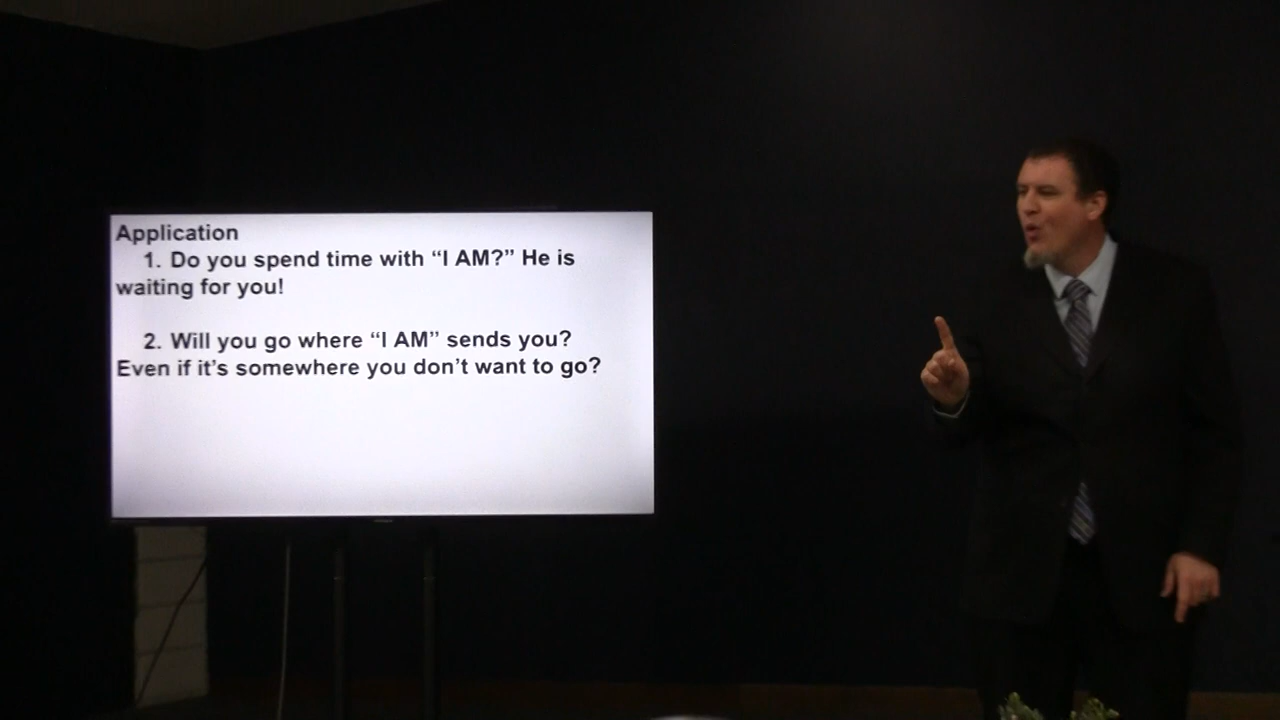 Application
1. Do you spend time with “I AM?” He is
waiting for you!
2. Will you go where “I AM” sends you?
Even if it’s somewhere you don’t want to go?